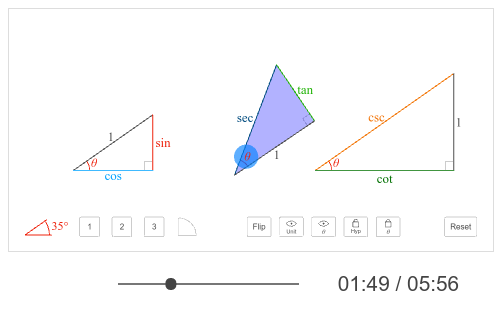 tan
sec
csc
1
1
sin
θ
θ
1
θ
cos
cot
35°
1
2
3
Flip
Unit
θ
Hyp
θ
Reset
01:49 / 05:56